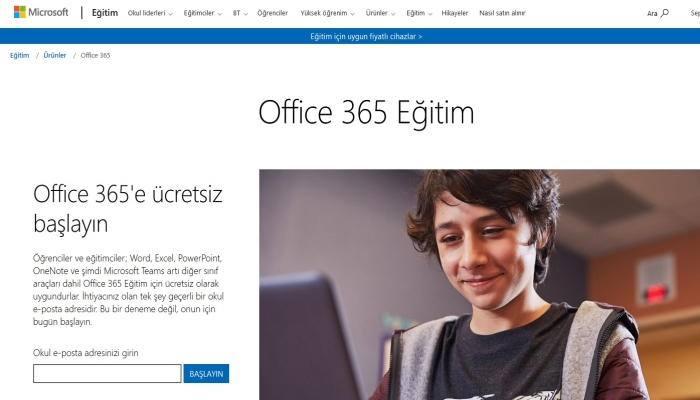 Microsoft Eğitim Okul liderleri Eğitimciler BT Öğrenciler Yüksek öğrenim Ürünler Eğitim Hikayeler Nasıl satın alınır Ara Sep
Eğitim için uygun fiyatlı cihazlar >
Eğitim / Ürünler / Office 365
Office 365 Eğitim
Office 365'e ücretsiz
başlayın
Öğrenciler ve eğitimciler; Word, Excel, PowerPoint,
OneNote ve şimdi Microsoft Teams artı diğer sınıf
araçları dahil Office 365 Eğitim için ücretsiz olarak
uygundurlar. İhtiyacınız olan tek şey geçerli bir okul
e-posta adresidir. Bu bir deneme değil, onun için
bugün başlayın.
Okul e-posta adresinizi girin
BAŞLAYIN